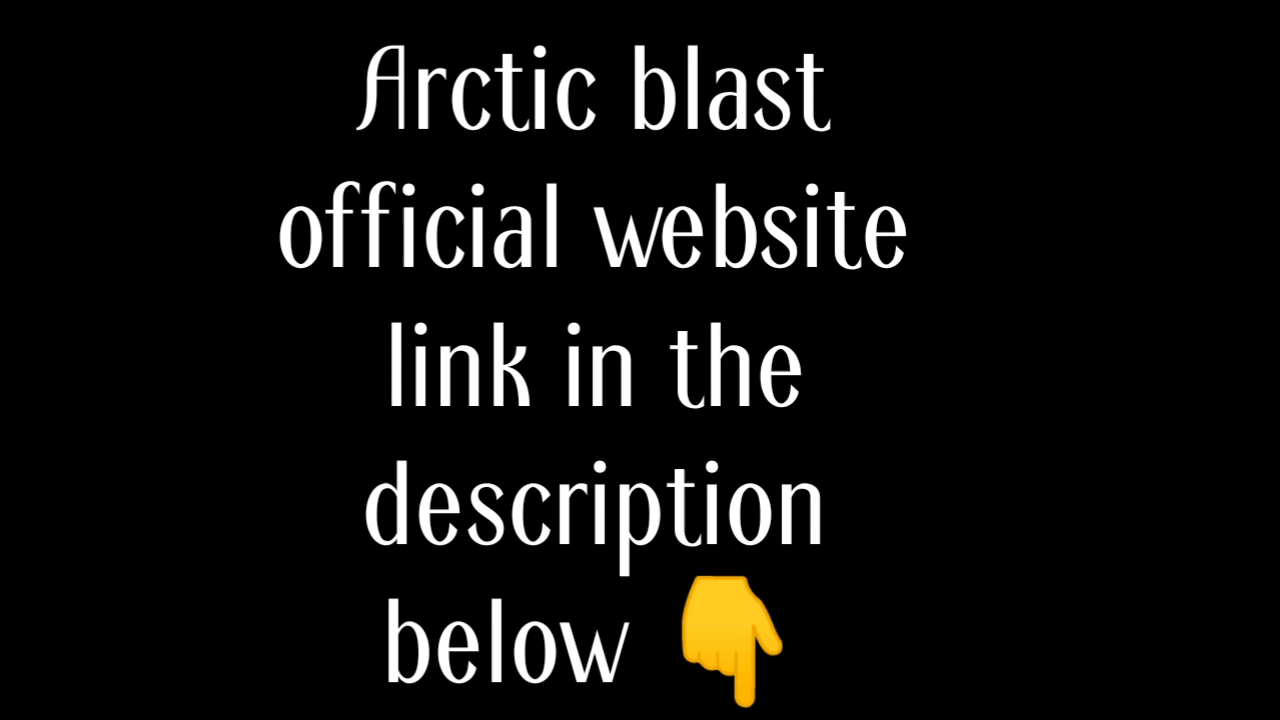 Arctic blast
official website
link in the
description
below 👇